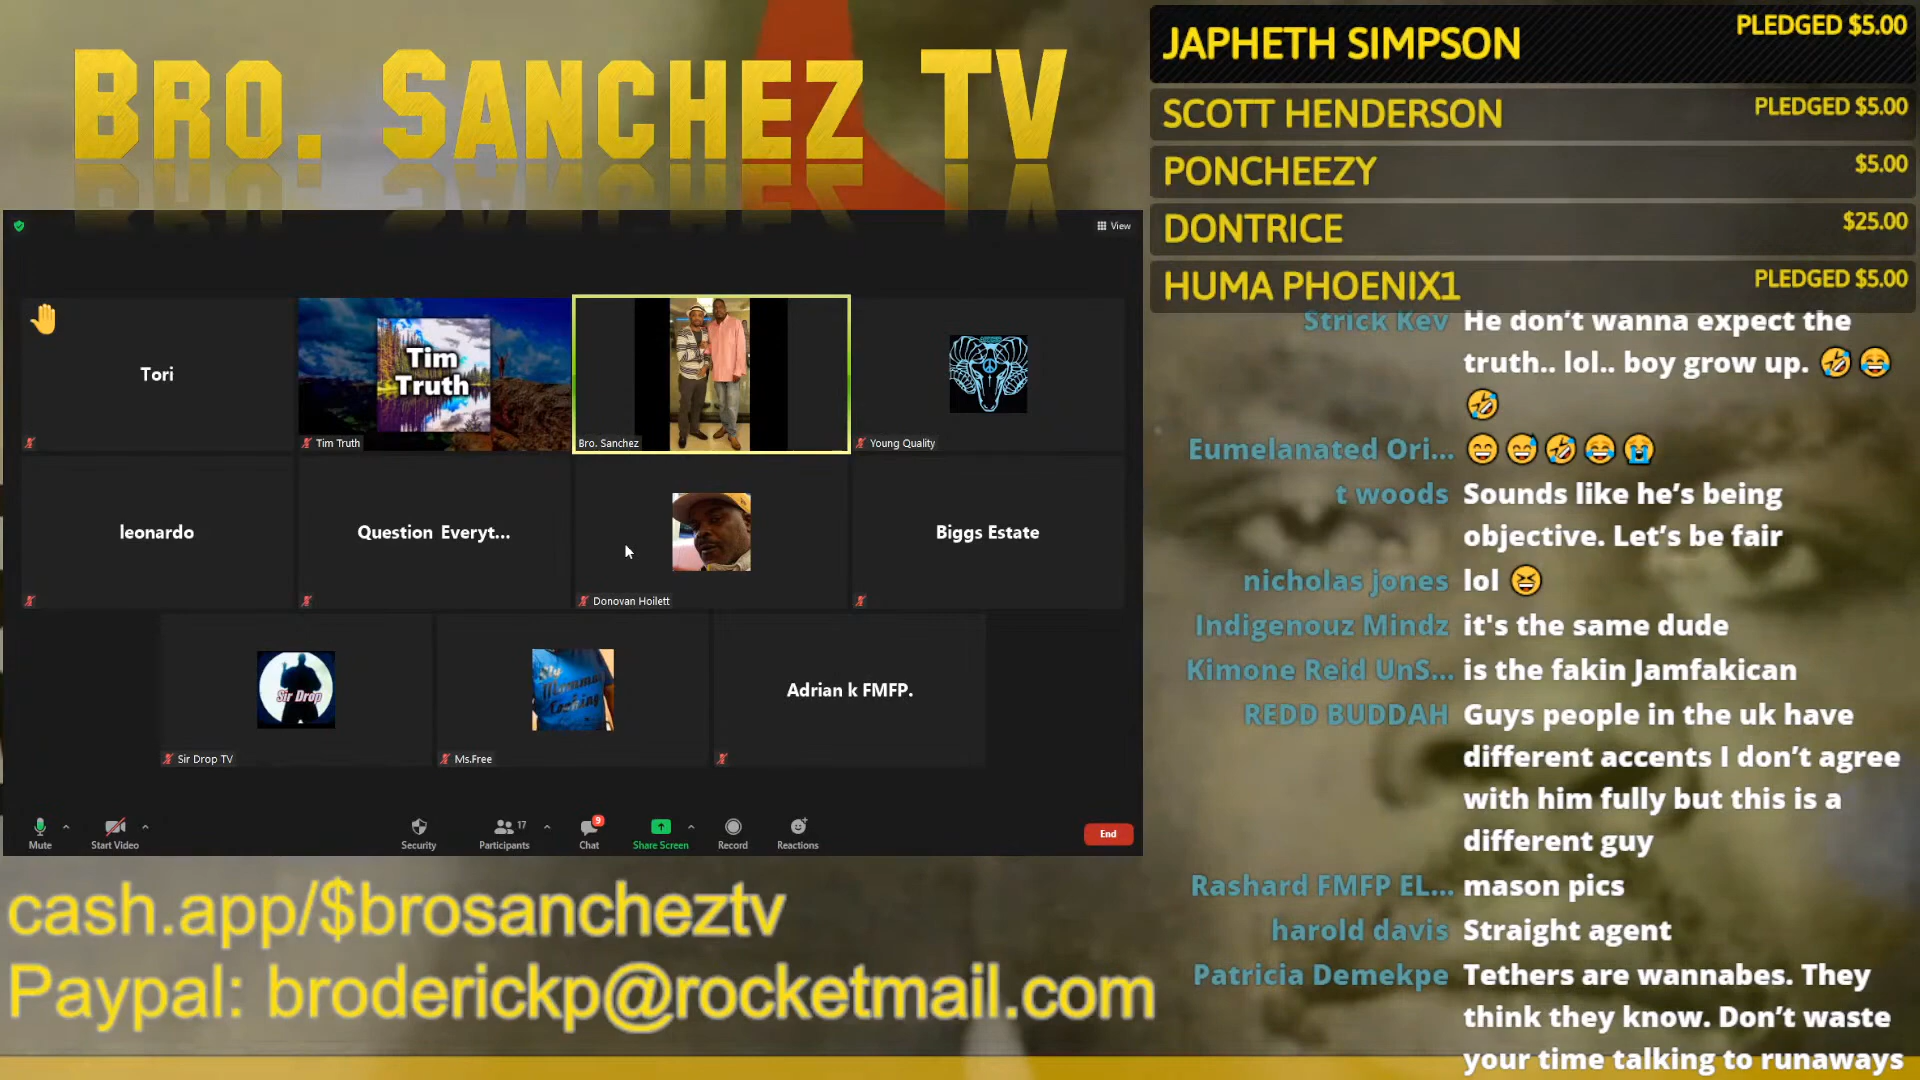 BRO. SANCHEZ TV
JAPHETH SIMPSON
PLEDGED $5.00
SCOTT HENDERSON
PLEDGED $5.00
PONCHEEZY
$5.00
DONTRICE
$25.00
HUMA PHOENIX1
PLEDGED $5.00
View
Tori
Tim
Truth
Tim Truth
Bro. Sanchez
Young Quality
leonardo
Question Everyt...
Donovan Hoilett
Biggs Estate
Sir Drop
Sir Drop TV
Ms.Free
Adrian k FMFP.
Mute
Start Video
Security
17
Participants
9
Chat
Share Screen
Record
Reactions
End
cash.app/$brosancheztv
Paypal: broderickp@rocketmail.com
Strick Kev He don’t wanna expect the
truth.. lol.. boy grow up. 🤣 😂
🤣
Eumelanated Ori... 😁 😅 🤣 😂 😭
t woods Sounds like he’s being
objective. Let’s be fair
nicholas jones lol 😆
Indigenouz Mindz it's the same dude
Kimone Reid UnS... is the fakin Jamfakican
REDD BUDDAH Guys people in the uk have
different accents I don’t agree
with him fully but this is a
different guy
Rashard FMFP EL... mason pics
harold davis Straight agent
Patricia Demekpe Tethers are wannabes. They
think they know. Don’t waste
your time talking to runaways